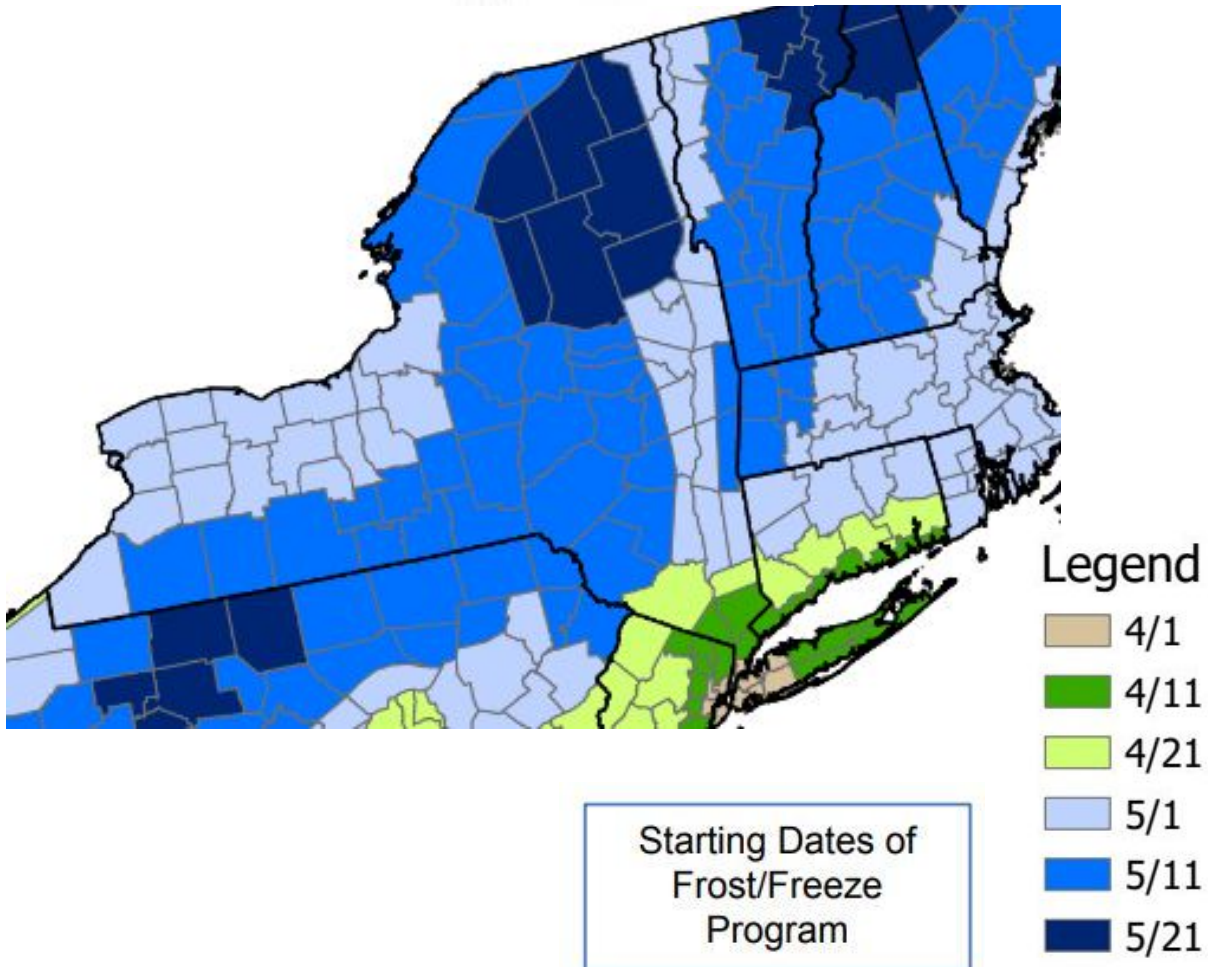 Legend
4/1
4/11
4/21
5/1
5/11
5/21
Starting Dates of
Frost/Freeze
Program